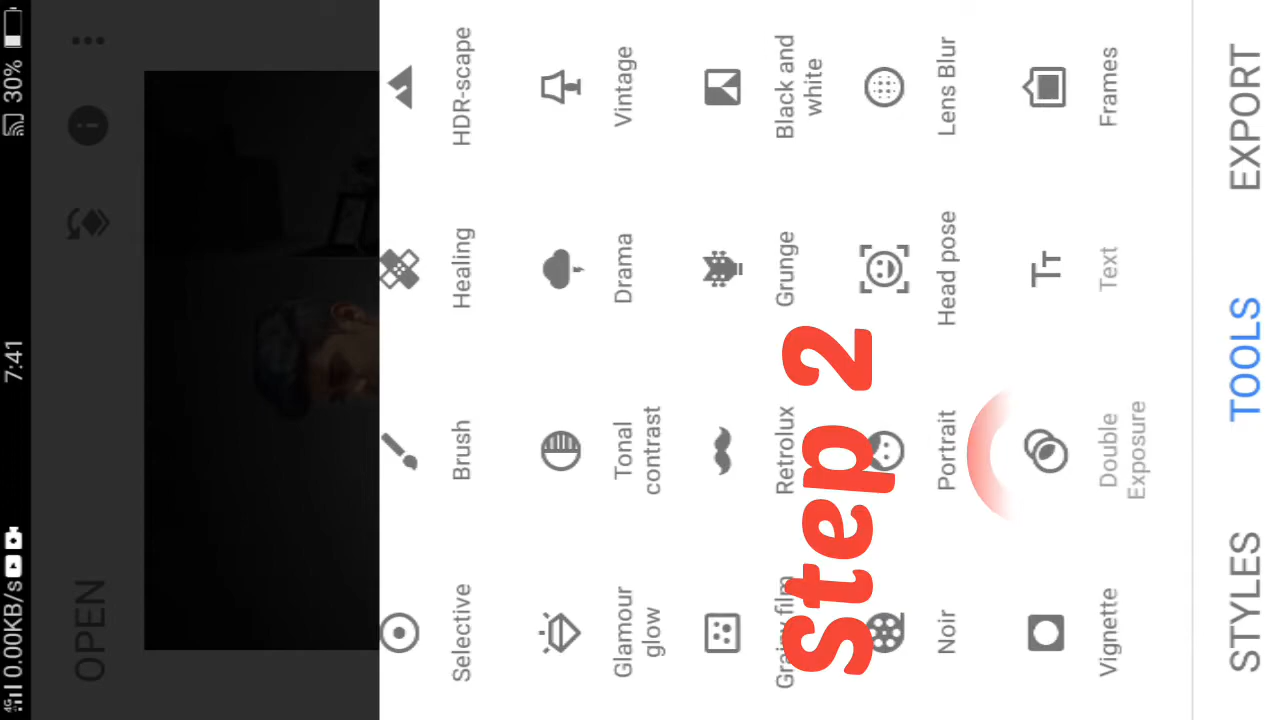 4G 0.00KB/s 7:41 30%
OPEN
Selective Brush Healing HDR-scape
Glamour glow Tonal contrast Drama Vintage
Grainy film Retrolux Grunge Black and white
Step 2
Noir Portrait Head pose Lens Blur
Vignette Double Exposure Text Frames
STYLES TOOLS EXPORT